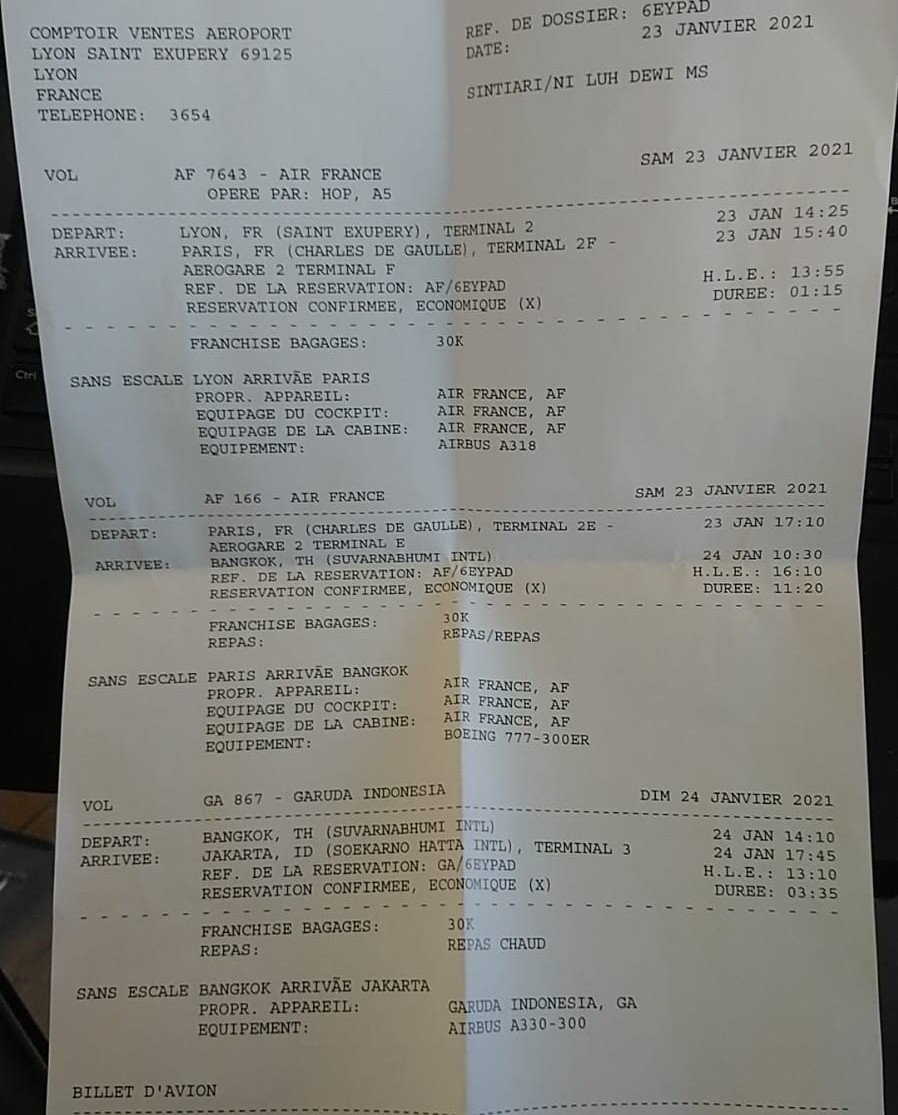 COMPTOIR VENTES AEROPORT
LYON SAINT EXUPERY 69125
LYON
FRANCE
TELEPHONE: 3654
REF. DE DOSSIER: 6EYPAD
DATE: 23 JANVIER 2021
SINTIARI/NI LUH DEWI MS
SAM 23 JANVIER 2021
VOL AF 7643 - AIR FRANCE
OPERE PAR: HOP, A5
DEPART: LYON, FR (SAINT EXUPERY), TERMINAL 2 23 JAN 14:25
ARRIVEE: PARIS, FR (CHARLES DE GAULLE), TERMINAL 2F - 23 JAN 15:40
AEROGARE 2 TERMINAL F
REF. DE LA RESERVATION: AF/6EYPAD H.L.E.: 13:55
RESERVATION CONFIRMEE, ECONOMIQUE (X) DUREE: 01:15
FRANCHISE BAGAGES: 30K
SANS ESCALE LYON ARRIVÃE PARIS
PROPR. APPAREIL: AIR FRANCE, AF
EQUIPAGE DU COCKPIT: AIR FRANCE, AF
EQUIPAGE DE LA CABINE: AIR FRANCE, AF
EQUIPEMENT: AIRBUS A318
VOL AF 166 - AIR FRANCE SAM 23 JANVIER 2021
DEPART: PARIS, FR (CHARLES DE GAULLE), TERMINAL 2E - 23 JAN 17:10
AEROGARE 2 TERMINAL E
ARRIVEE: BANGKOK, TH (SUVARNABHUMI INTL) 24 JAN 10:30
REF. DE LA RESERVATION: AF/6EYPAD H.L.E.: 16:10
RESERVATION CONFIRMEE, ECONOMIQUE (X) DUREE: 11:20
FRANCHISE BAGAGES: 30K
REPAS: REPAS/REPAS
SANS ESCALE PARIS ARRIVÃE BANGKOK
PROPR. APPAREIL: AIR FRANCE, AF
EQUIPAGE DU COCKPIT: AIR FRANCE, AF
EQUIPAGE DE LA CABINE: AIR FRANCE, AF
EQUIPEMENT: BOEING 777-300ER
VOL GA 867 - GARUDA INDONESIA DIM 24 JANVIER 2021
DEPART: BANGKOK, TH (SUVARNABHUMI INTL) 24 JAN 14:10
ARRIVEE: JAKARTA, ID (SOEKARNO HATTA INTL), TERMINAL 3 24 JAN 17:45
REF. DE LA RESERVATION: GA/6EYPAD H.L.E.: 13:10
RESERVATION CONFIRMEE, ECONOMIQUE (X) DUREE: 03:35
FRANCHISE BAGAGES: 30K
REPAS: REPAS CHAUD
SANS ESCALE BANGKOK ARRIVÃE JAKARTA
PROPR. APPAREIL: GARUDA INDONESIA, GA
EQUIPEMENT: AIRBUS A330-300
BILLET D'AVION
Ctrl